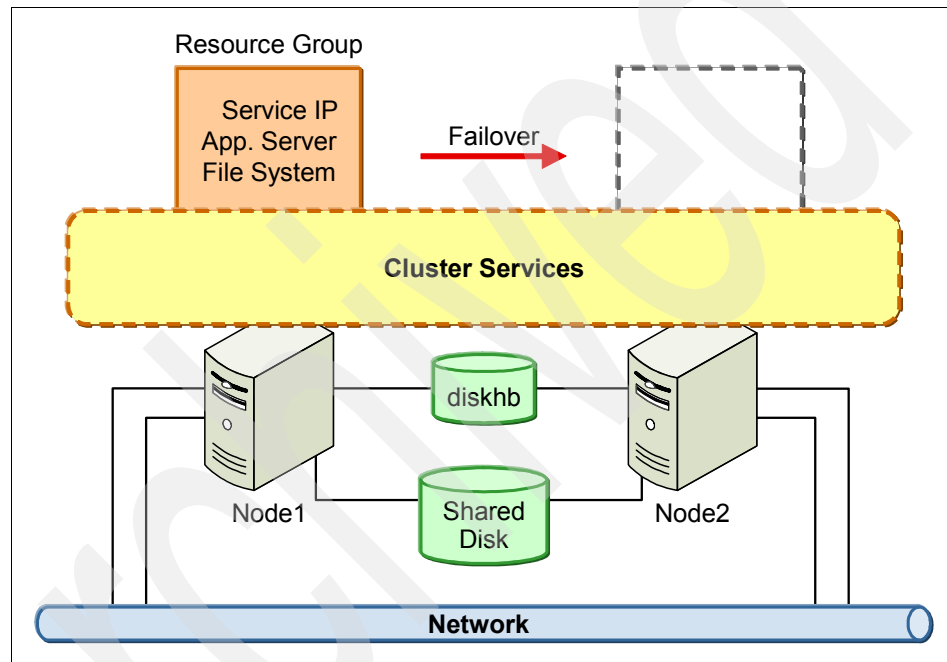 Resource Group
Service IP
App. Server
File System
Failover
Cluster Services
diskhb
Node1
Shared
Disk
Node2
Network